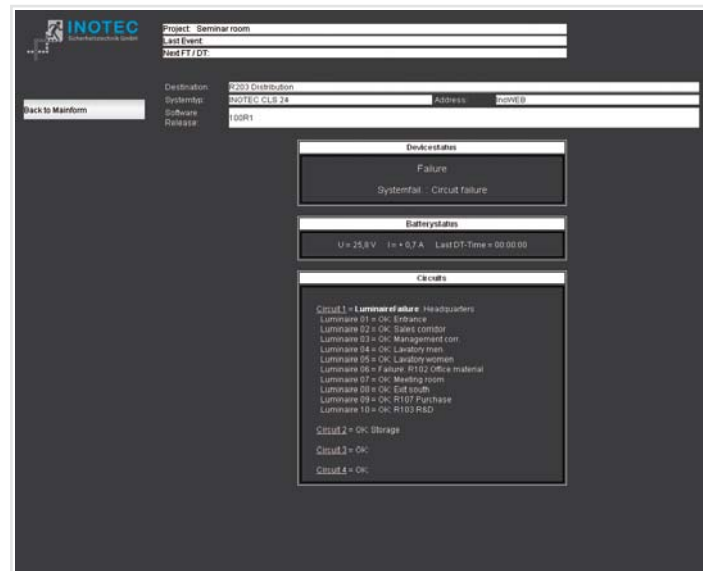 INOTEC
Sicherheitstechnik GmbH
Project: Seminar room
Last Event:
Next FT / DT:
Back to Mainform
Destination: R203 Distribution
Systemtyp: INOTEC CLS 24 Address: InoWEB
Software Release: 100R1
Devicestatus
Failure
Systemfail. : Circuit failure
Batterystatus
U = 25,8 V I = + 0,7 A Last DT-Time = 00:00:00
Circuits
Circuit 1 = Luminairefailure: Headquarters
Luminaire 01 = OK: Entrance
Luminaire 02 = OK: Sales corridor
Luminaire 03 = OK: Management corr.
Luminaire 04 = OK: Lavatory men
Luminaire 05 = OK: Lavatory women
Luminaire 06 = Failure: R102 Office material
Luminaire 07 = OK: Meeting room
Luminaire 08 = OK: Exit south
Luminaire 09 = OK: R107 Purchase
Luminaire 10 = OK: R103 R&D
Circuit 2 = OK: Storage
Circuit 3 = OK:
Circuit 4 = OK: